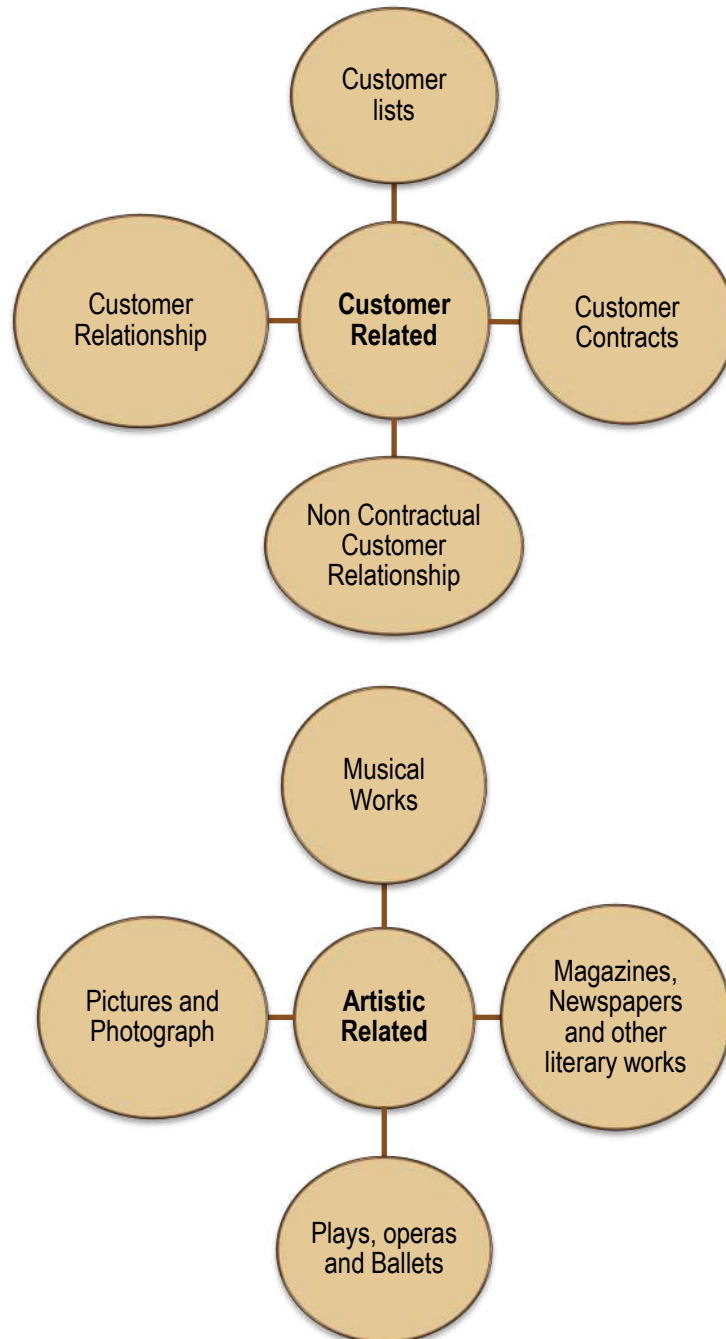 Customer
lists
Customer
Relationship
Customer
Related
Customer
Contracts
Non Contractual
Customer
Relationship
Musical
Works
Pictures and
Photograph
Artistic
Related
Magazines,
Newspapers
and other
literary works
Plays, operas
and Ballets